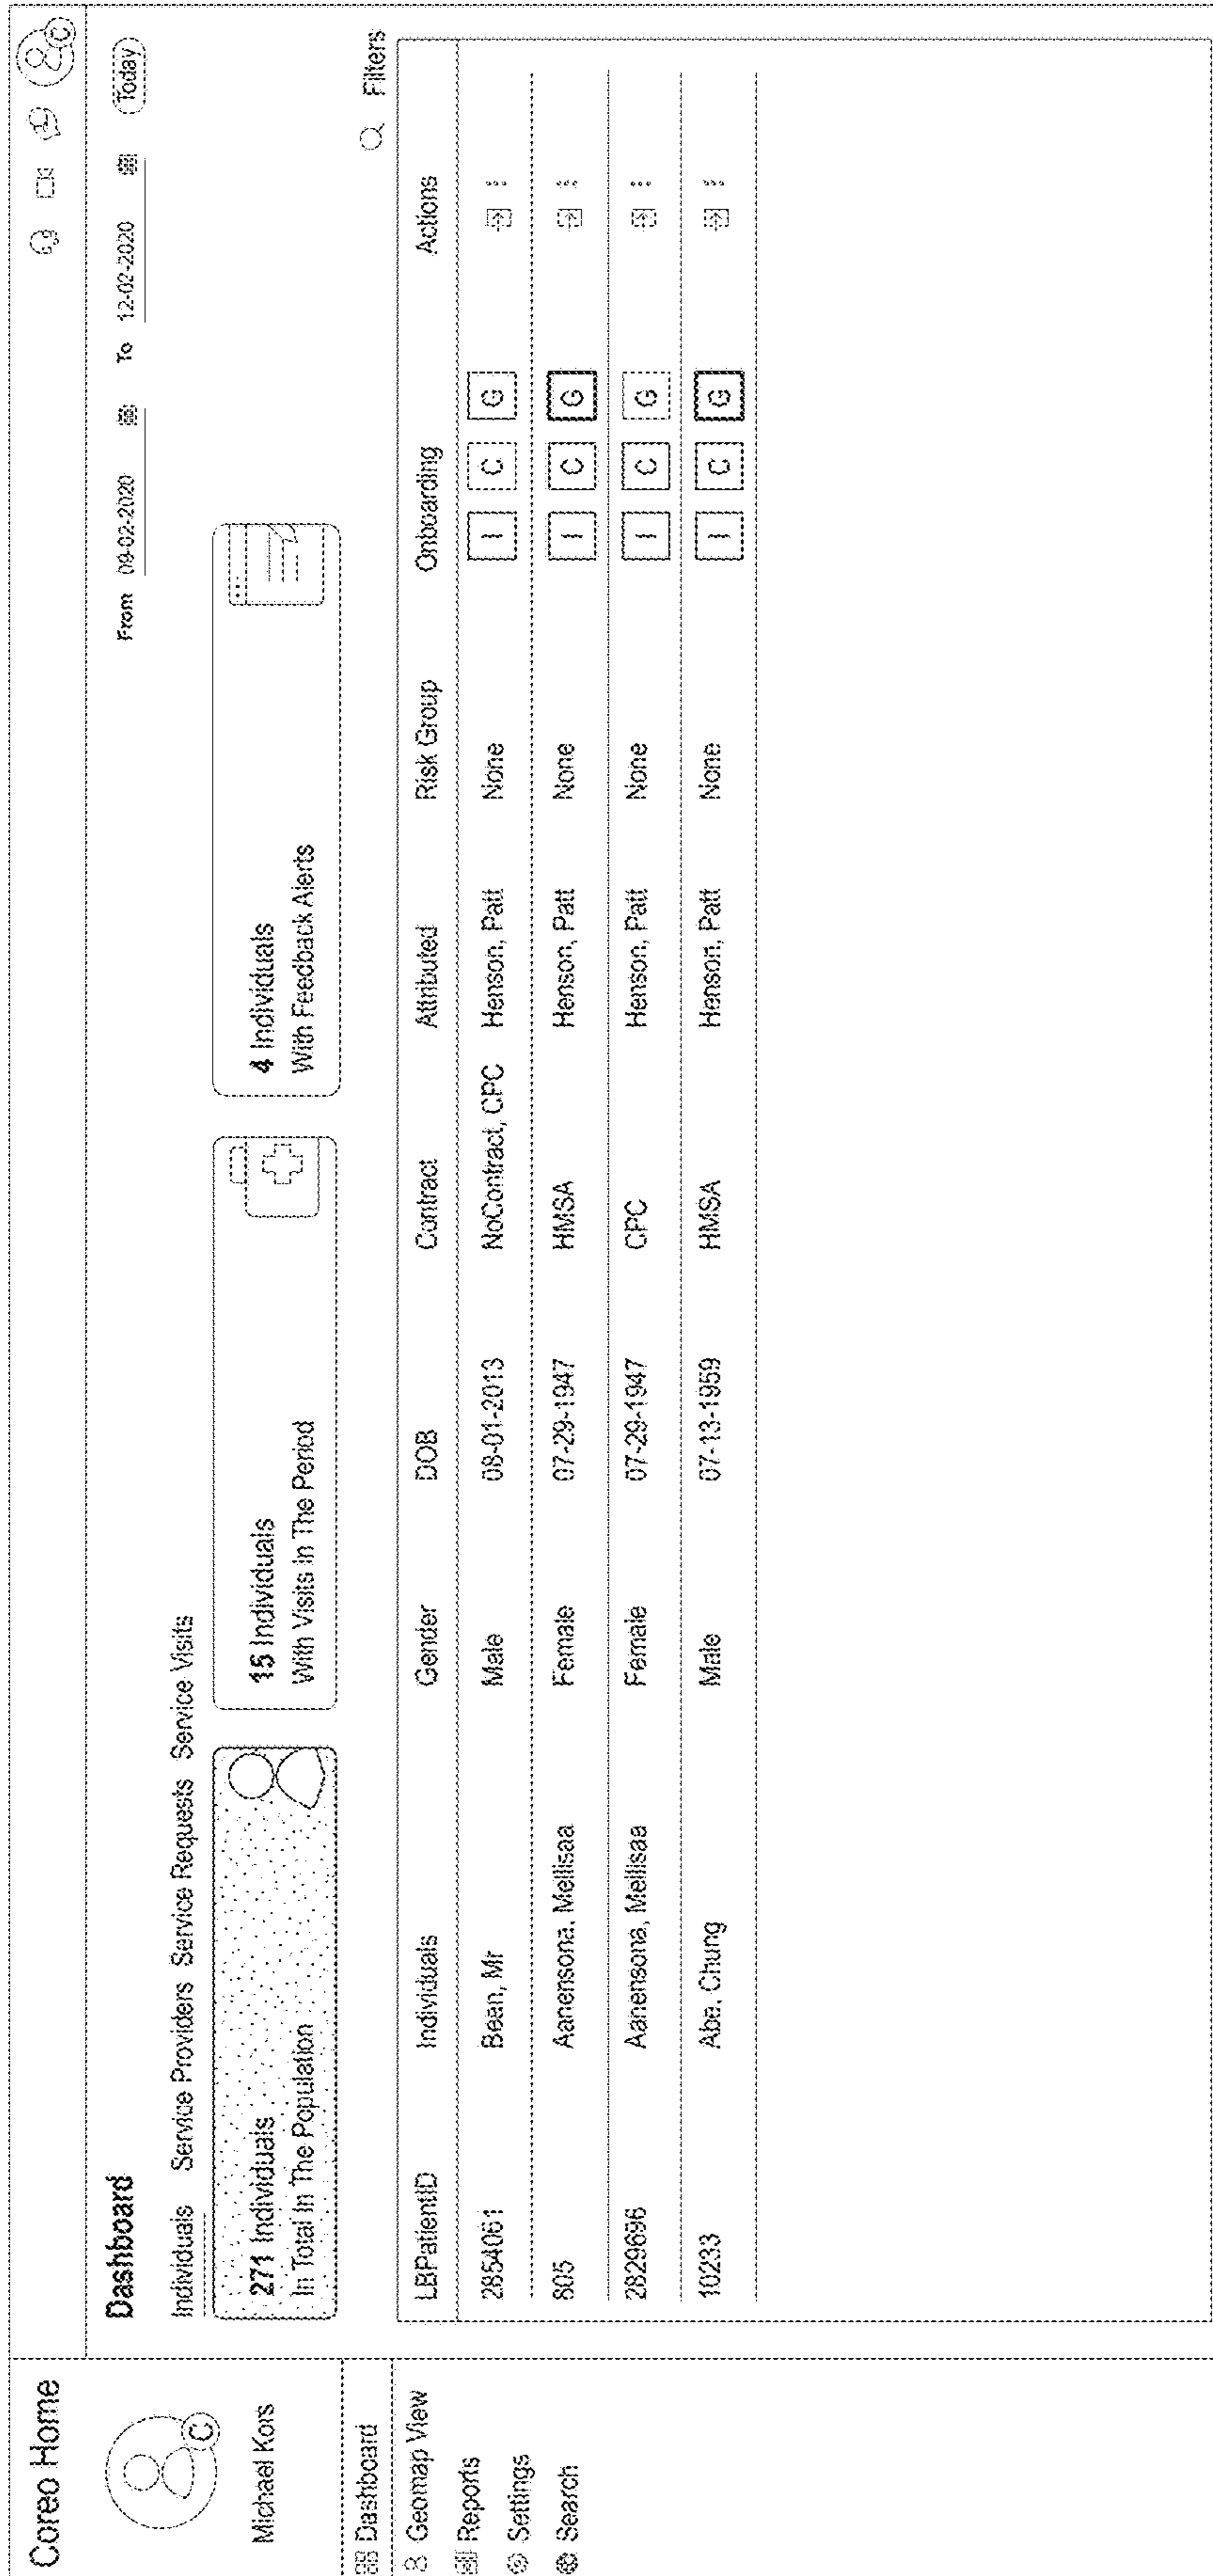 Coreo Home
Michael Kors
Dashboard
Geomap View
Reports
Settings
Search
C
C
Dashboard
From 09-02-2020 To 12-02-2020 Today
Individuals Service Providers Service Requests Service Visits
271 Individuals
In Total In The Population
15 Individuals
With Visits In The Period
4 Individuals
With Feedback Alerts
Filters
LBPatientID Individuals Gender DOB Contract Attributed Risk Group Onboarding Actions
2854061 Bean, Mr Male 08-01-2013 NoContract, CPC Henson, Patt None I C G
805 Aanensona, Mellisaa Female 07-29-1947 HMSA Henson, Patt None I C G
2829696 Aanensona, Mellisaa Female 07-29-1947 CPC Henson, Patt None I C G
10233 Abe, Chung Male 07-13-1959 HMSA Henson, Patt None I C G